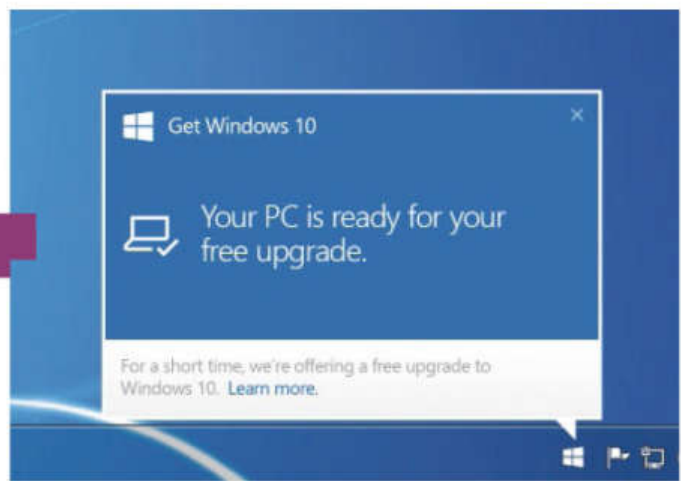 Get Windows 10
Your PC is ready for your
free upgrade.
For a short time, we're offering a free upgrade to
Windows 10. Learn more.